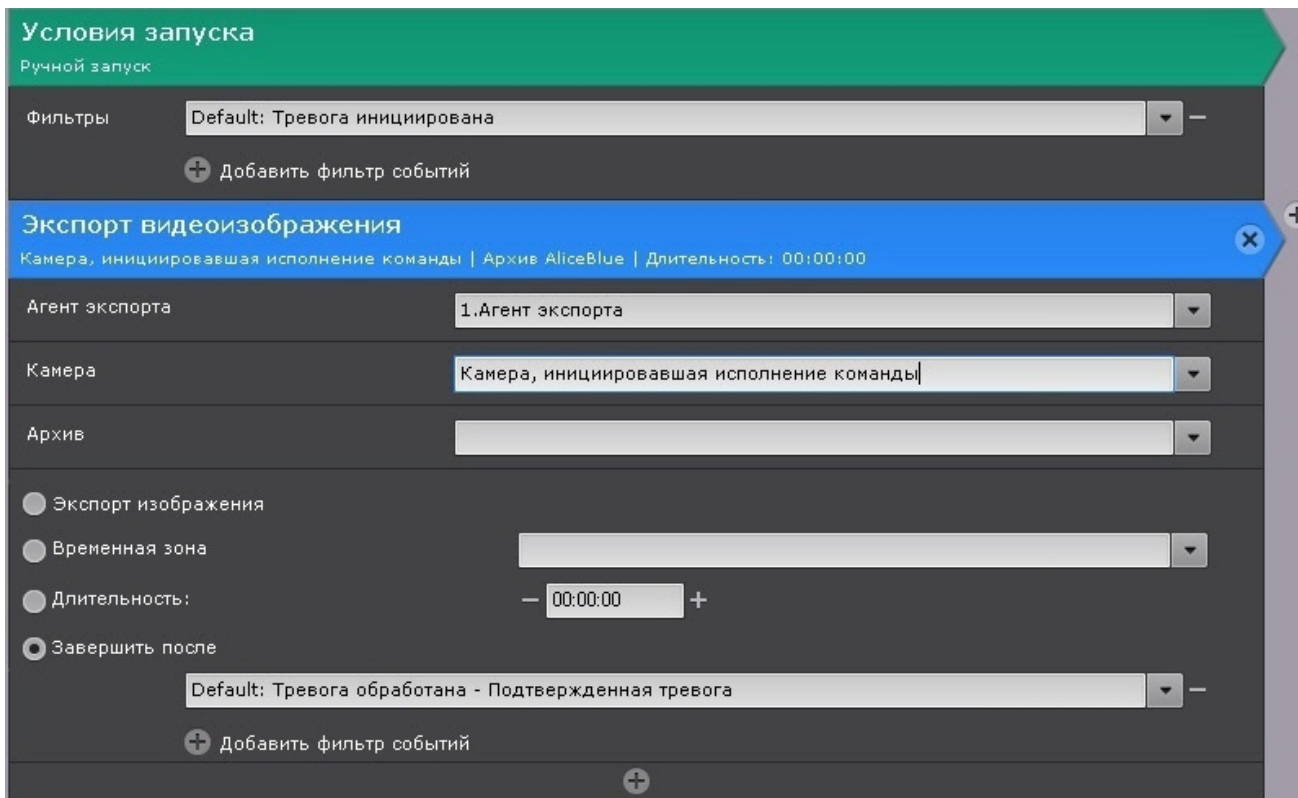 Условия запуска
Ручной запуск
Фильтры Default: Тревога инициирована
Добавить фильтр событий
Экспорт видеоизображения
Камера, инициировавшая исполнение команды | Архив AliceBlue | Длительность: 00:00:00
Агент экспорта 1.Агент экспорта
Камера Камера, инициировавшая исполнение команды
Архив
Экспорт изображения
Временная зона
Длительность: 00:00:00
Завершить после
Default: Тревога обработана - Подтвержденная тревога
Добавить фильтр событий